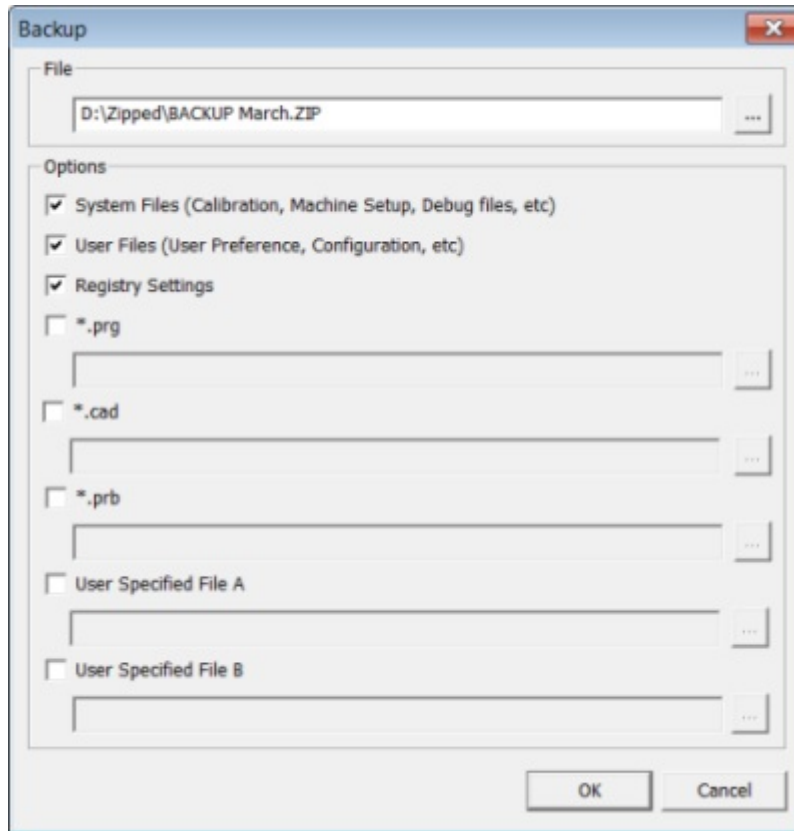 Backup
File
D:\Zipped\BACKUP March.ZIP
...
Options
System Files (Calibration, Machine Setup, Debug files, etc)
User Files (User Preference, Configuration, etc)
Registry Settings
*.prg
...
*.cad
...
*.prb
...
User Specified File A
...
User Specified File B
...
OK Cancel